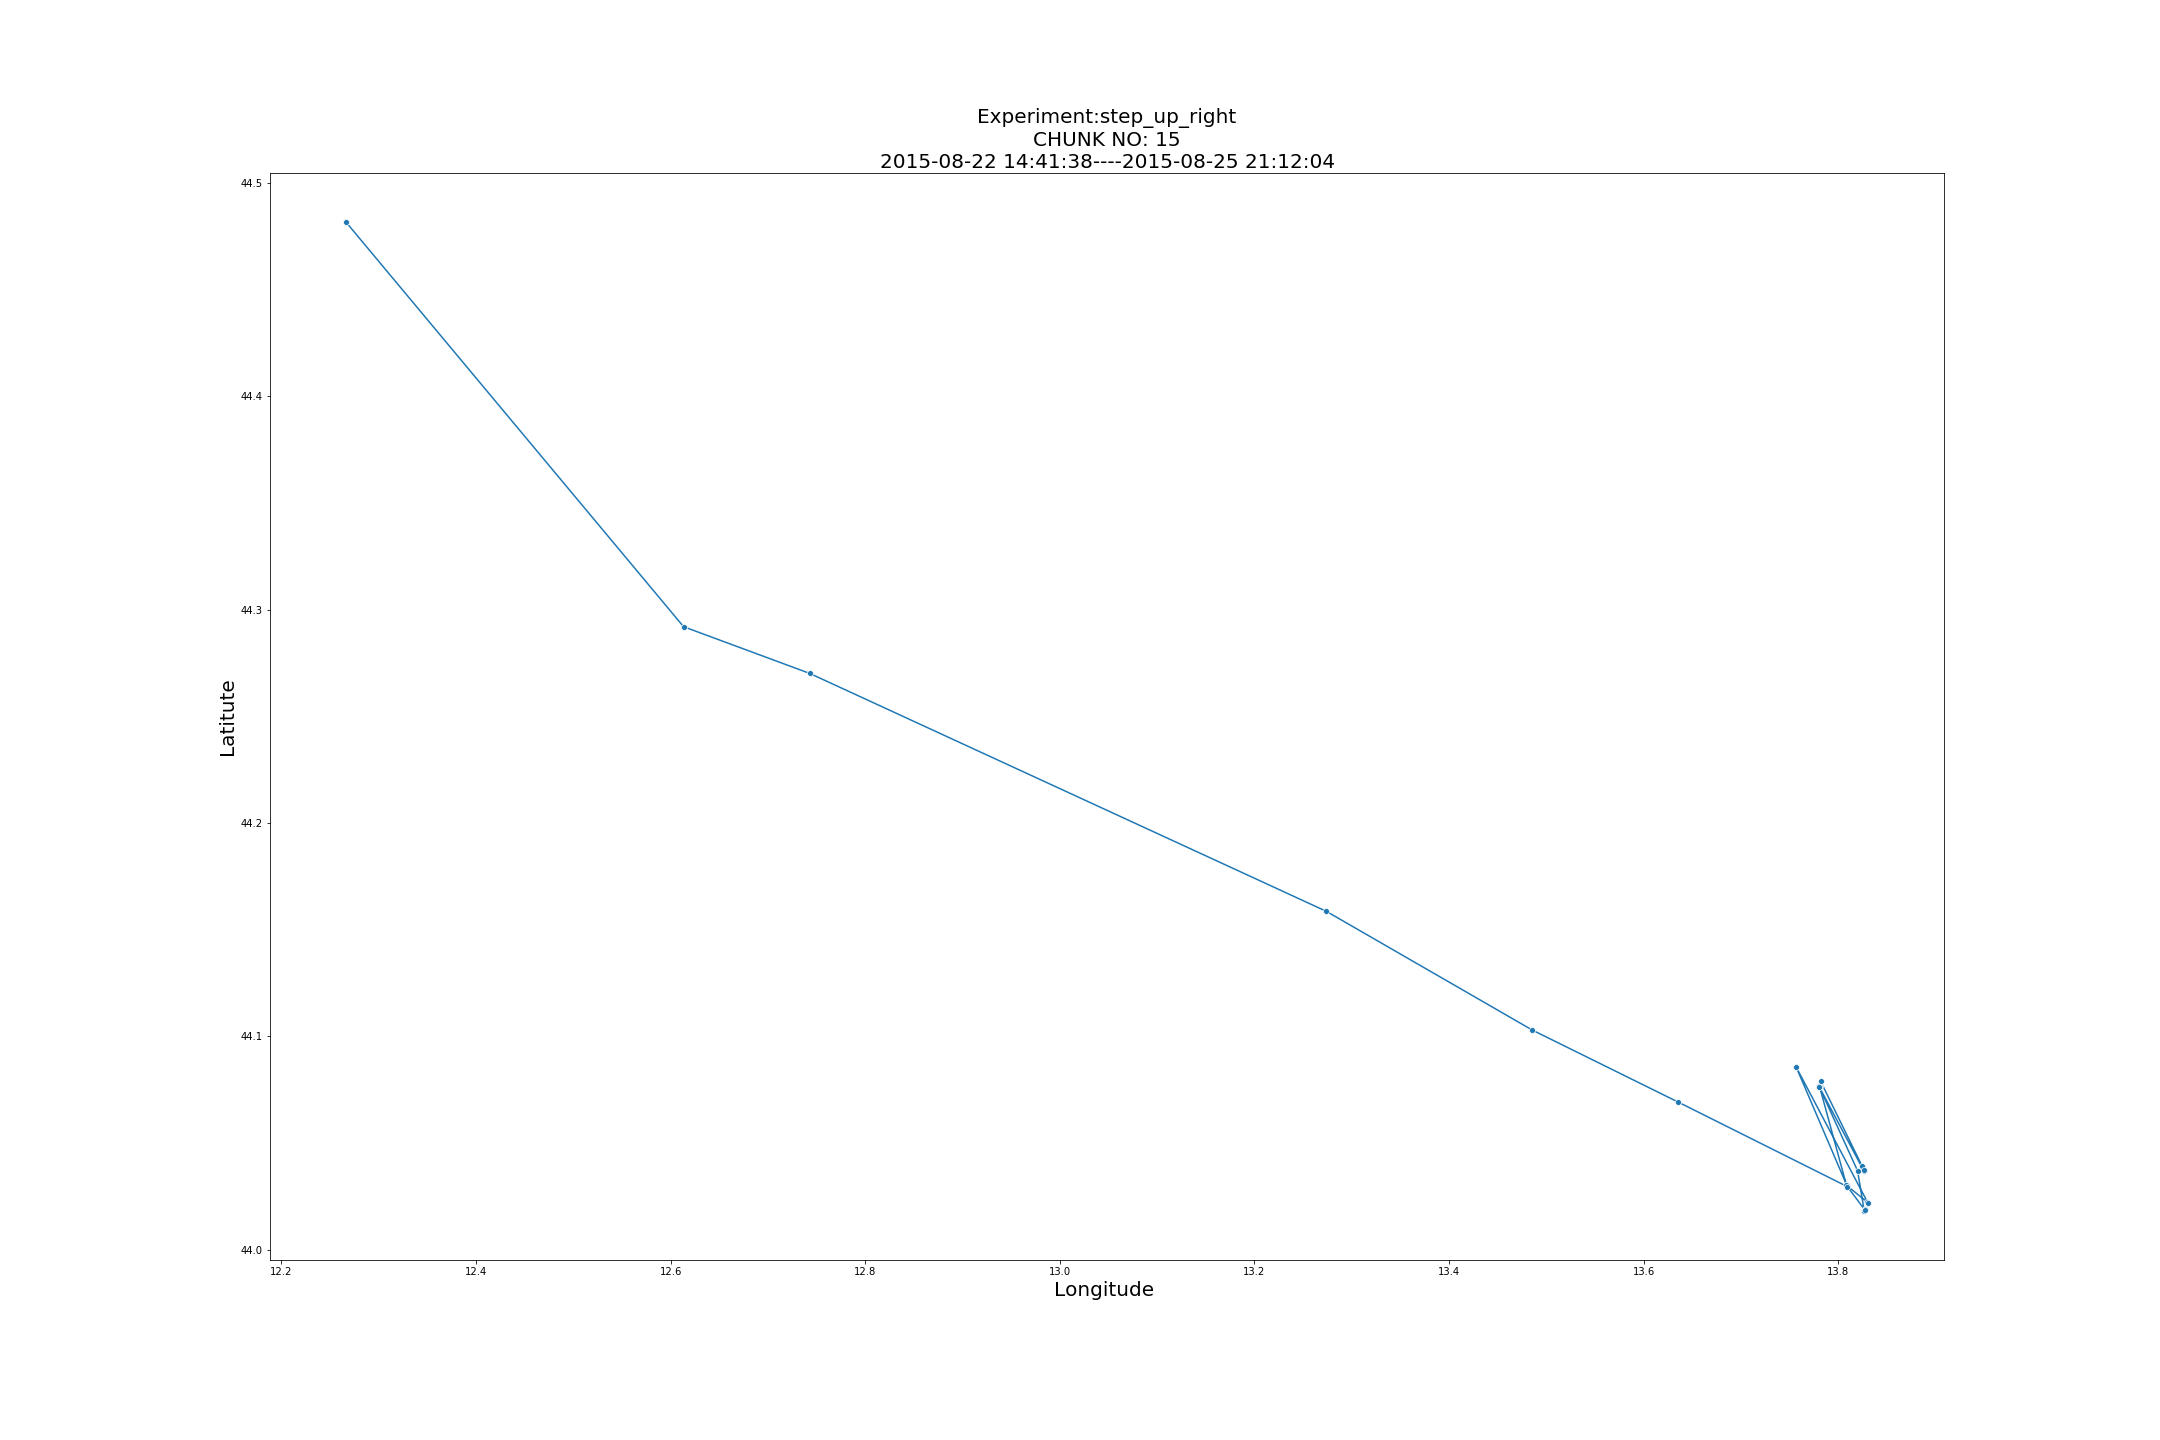 Experiment:step_up_right
CHUNK NO: 15
2015-08-22 14:41:38----2015-08-25 21:12:04
44.5
44.4
44.3
44.2
44.1
44.0
Latitute
12.2 12.4 12.6 12.8 13.0 13.2 13.4 13.6 13.8
Longitude